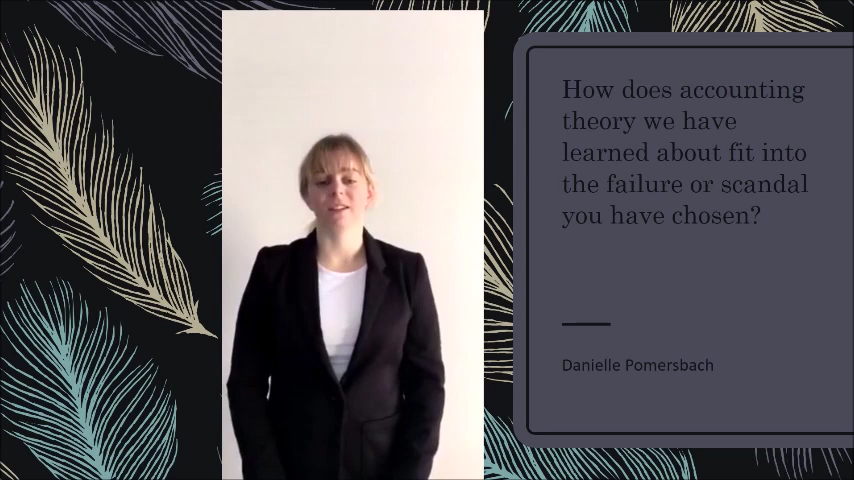 How does accounting
theory we have
learned about fit into
the failure or scandal
you have chosen?
Danielle Pomersbach